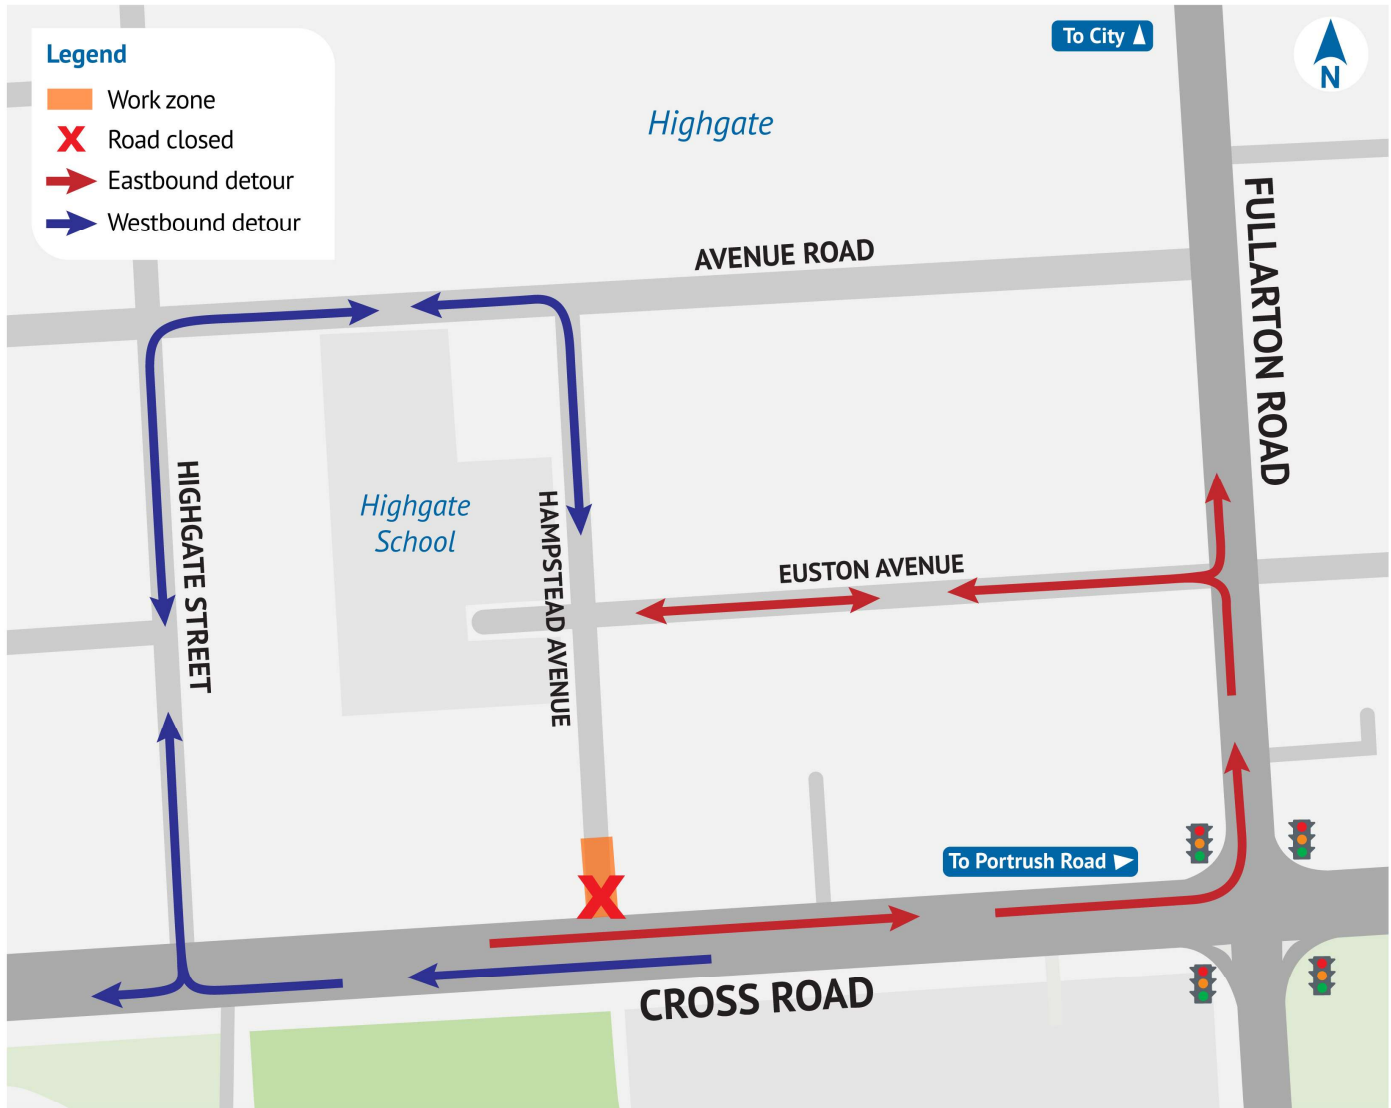 Legend
Work zone
X Road closed
Eastbound detour
Westbound detour
To City
N
Highgate
AVENUE ROAD
FULLARTON ROAD
HIGHGATE STREET
Highgate
School
HAMPSTEAD AVENUE
EUSTON AVENUE
To Portrush Road
X
CROSS ROAD